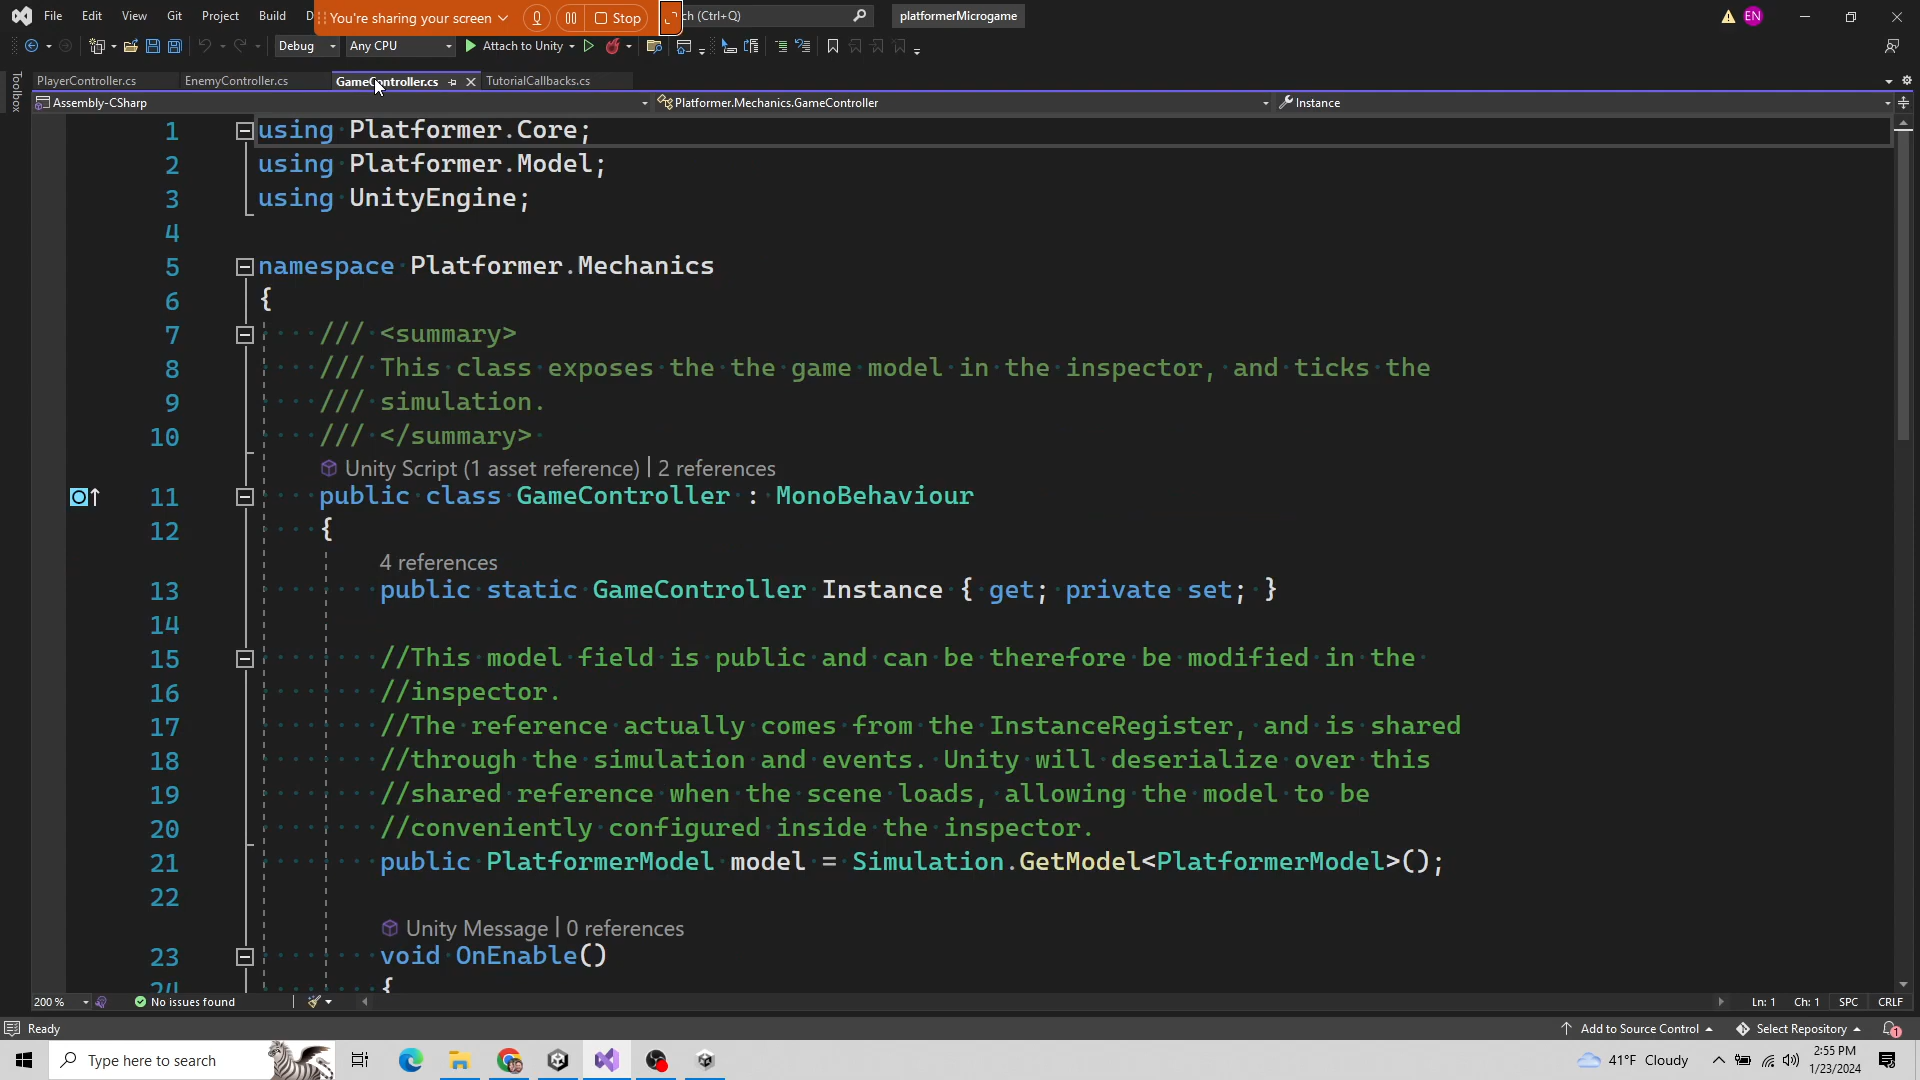 File Edit View Git Project Build D You're sharing your screen Stop ch (Ctrl+Q) platformerMicrogame EN
Debug Any CPU Attach to Unity
PlayerController.cs EnemyController.cs GameController.cs TutorialCallbacks.cs
Toolbox
Assembly-CSharp Platformer.Mechanics.GameController Instance
1 using Platformer.Core;
2 using Platformer.Model;
3 using UnityEngine;
4
5 namespace Platformer.Mechanics
6 {
7 /// <summary>
8 /// This class exposes the the game model in the inspector, and ticks the
9 /// simulation.
10 /// </summary>
Unity Script (1 asset reference) | 2 references
11 public class GameController : MonoBehaviour
12 {
4 references
13 public static GameController Instance { get; private set; }
14
15 //This model field is public and can be therefore be modified in the
16 //inspector.
17 //The reference actually comes from the InstanceRegister, and is shared
18 //through the simulation and events. Unity will deserialize over this
19 //shared reference when the scene loads, allowing the model to be
20 //conveniently configured inside the inspector.
21 public PlatformerModel model = Simulation.GetModel<PlatformerModel>();
22
Unity Message | 0 references
23 void OnEnable()
24 {
200 % No issues found Ln: 1 Ch: 1 SPC CRLF
Ready Add to Source Control Select Repository 1
Type here to search 41°F Cloudy 2:55 PM
1/23/2024